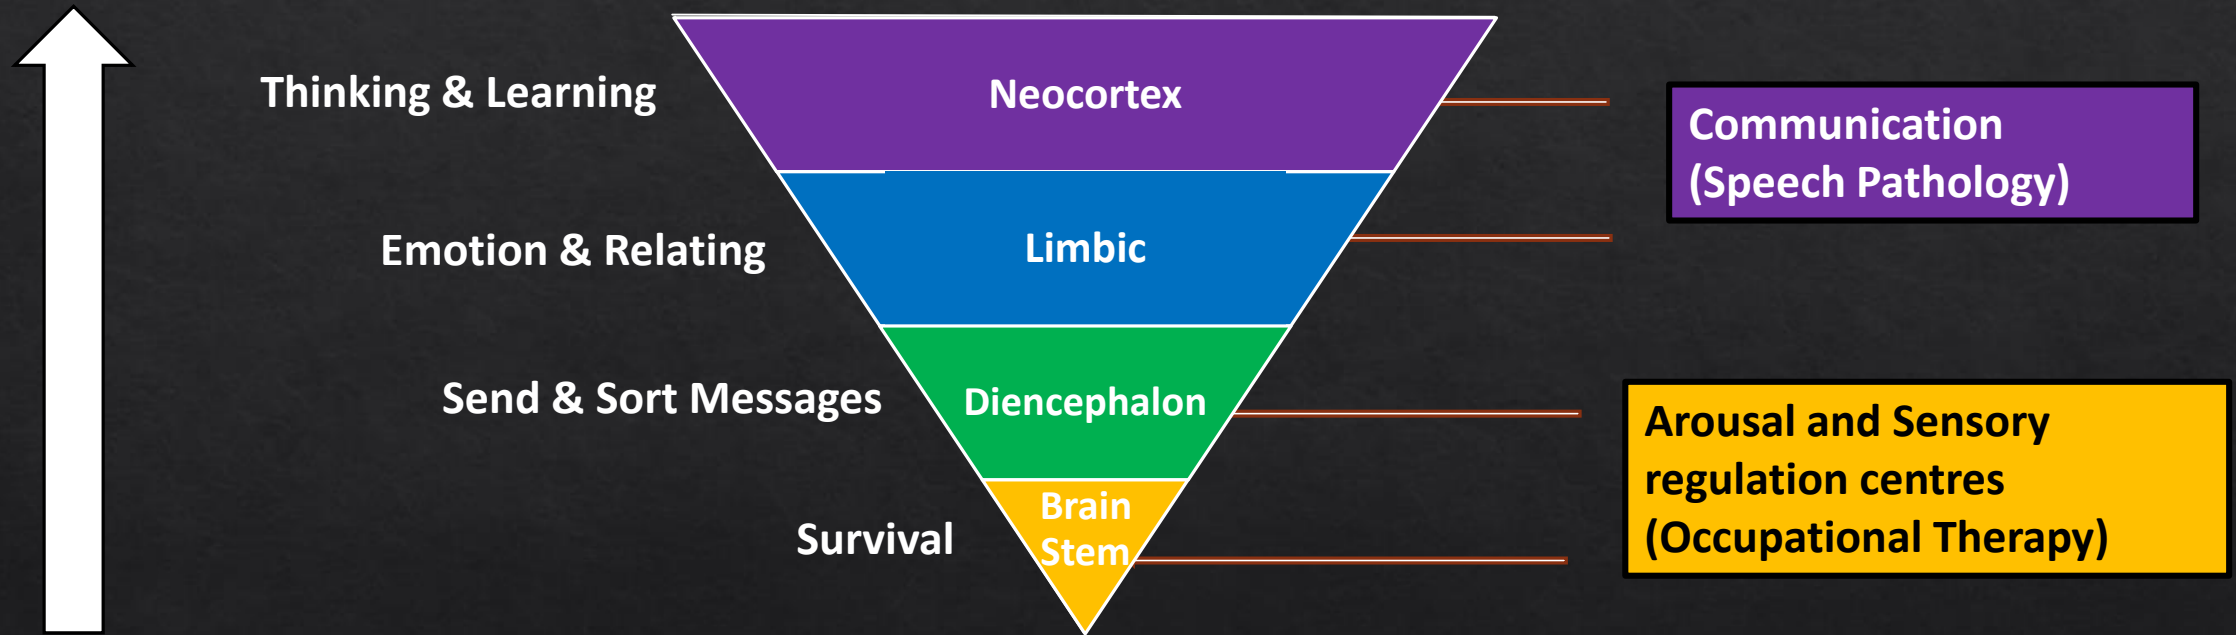 Thinking & Learning
Neocortex
Communication
(Speech Pathology)
Emotion & Relating
Limbic
Send & Sort Messages
Diencephalon
Arousal and Sensory
regulation centres
(Occupational Therapy)
Survival
Brain
Stem